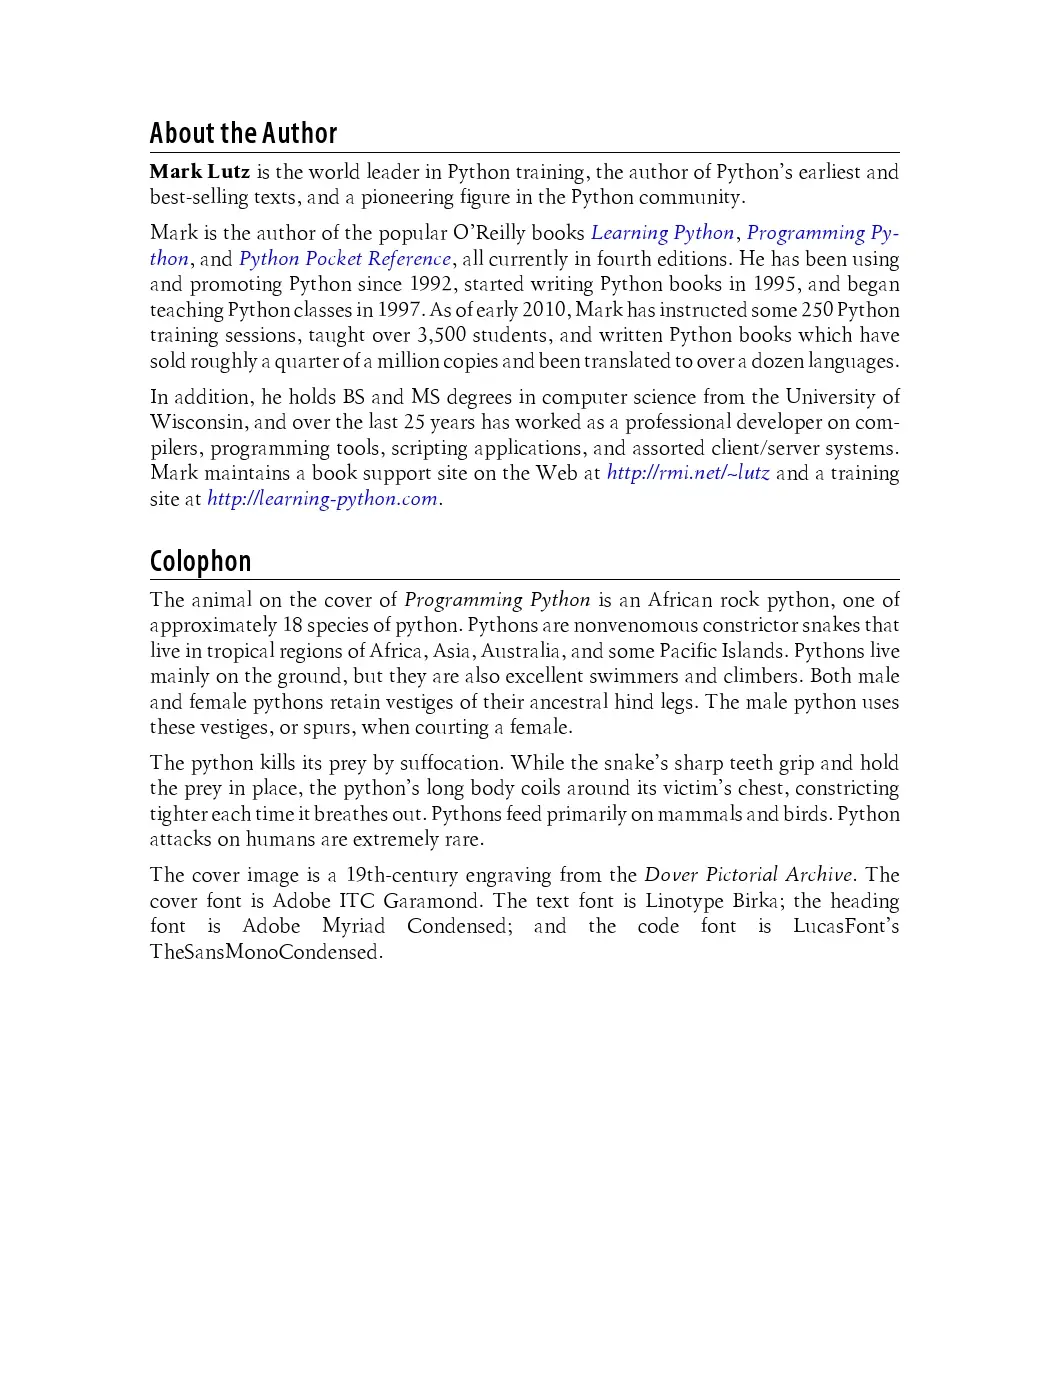 About the Author
Mark Lutz is the world leader in Python training, the author of Python’s earliest and
best-selling texts, and a pioneering figure in the Python community.
Mark is the author of the popular O’Reilly books Learning Python, Programming Py-
thon, and Python Pocket Reference, all currently in fourth editions. He has been using
and promoting Python since 1992, started writing Python books in 1995, and began
teaching Python classes in 1997. As of early 2010, Mark has instructed some 250 Python
training sessions, taught over 3,500 students, and written Python books which have
sold roughly a quarter of a million copies and been translated to over a dozen languages.
In addition, he holds BS and MS degrees in computer science from the University of
Wisconsin, and over the last 25 years has worked as a professional developer on com-
pilers, programming tools, scripting applications, and assorted client/server systems.
Mark maintains a book support site on the Web at http://rmi.net/~lutz and a training
site at http://learning-python.com.
Colophon
The animal on the cover of Programming Python is an African rock python, one of
approximately 18 species of python. Pythons are nonvenomous constrictor snakes that
live in tropical regions of Africa, Asia, Australia, and some Pacific Islands. Pythons live
mainly on the ground, but they are also excellent swimmers and climbers. Both male
and female pythons retain vestiges of their ancestral hind legs. The male python uses
these vestiges, or spurs, when courting a female.
The python kills its prey by suffocation. While the snake’s sharp teeth grip and hold
the prey in place, the python’s long body coils around its victim’s chest, constricting
tighter each time it breathes out. Pythons feed primarily on mammals and birds. Python
attacks on humans are extremely rare.
The cover image is a 19th-century engraving from the Dover Pictorial Archive. The
cover font is Adobe ITC Garamond. The text font is Linotype Birka; the heading
font is Adobe Myriad Condensed; and the code font is LucasFont’s
TheSansMonoCondensed.